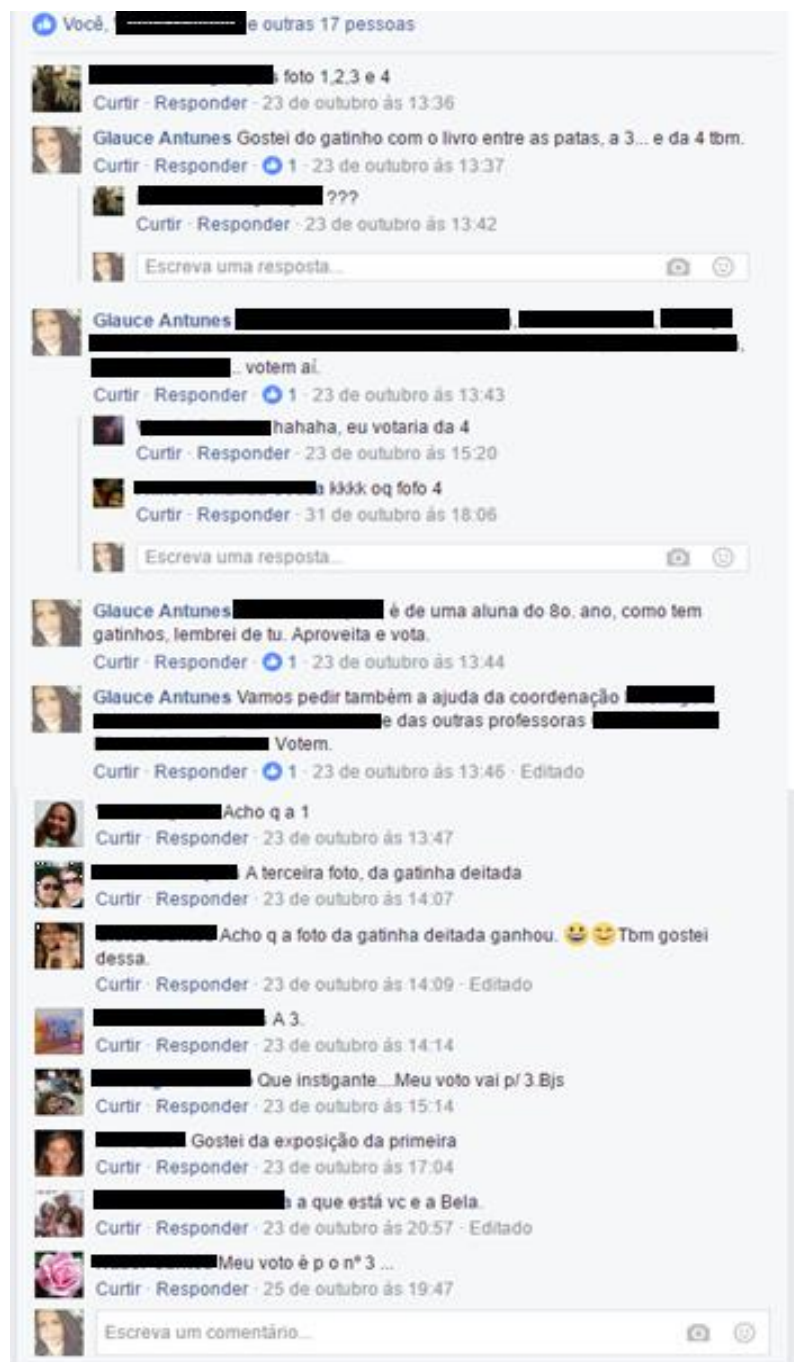 Você, e outras 17 pessoas
foto 1,2,3 e 4
Curtir · Responder · 23 de outubro às 13:36
Glauce Antunes Gostei do gatinho com o livro entre as patas, a 3... e da 4 tbm.
Curtir · Responder · 1 · 23 de outubro às 13:37
???
Curtir · Responder · 23 de outubro às 13:42
Escreva uma resposta...
Glauce Antunes , ,
,
.. votem aí.
Curtir · Responder · 1 · 23 de outubro às 13:43
hahaha, eu votaria da 4
Curtir · Responder · 23 de outubro às 15:20
kkkk oq fofo 4
Curtir · Responder · 31 de outubro às 18:06
Escreva uma resposta...
Glauce Antunes é de uma aluna do 8o. ano, como tem
gatinhos, lembrei de tu. Aproveita e vota.
Curtir · Responder · 1 · 23 de outubro às 13:44
Glauce Antunes Vamos pedir também a ajuda da coordenação
e das outras professoras
Votem.
Curtir · Responder · 1 · 23 de outubro às 13:46 · Editado
Acho q a 1
Curtir · Responder · 23 de outubro às 13:47
A terceira foto, da gatinha deitada
Curtir · Responder · 23 de outubro às 14:07
Acho q a foto da gatinha deitada ganhou. 😀 😊 Tbm gostei
dessa.
Curtir · Responder · 23 de outubro às 14:09 · Editado
A 3.
Curtir · Responder · 23 de outubro às 14:14
Que instigante....Meu voto vai p/ 3.Bjs
Curtir · Responder · 23 de outubro às 15:14
Gostei da exposição da primeira
Curtir · Responder · 23 de outubro às 17:04
a que está vc e a Bela.
Curtir · Responder · 23 de outubro às 20:57 · Editado
Meu voto é p o nº 3 ...
Curtir · Responder · 25 de outubro às 19:47
Escreva um comentário...